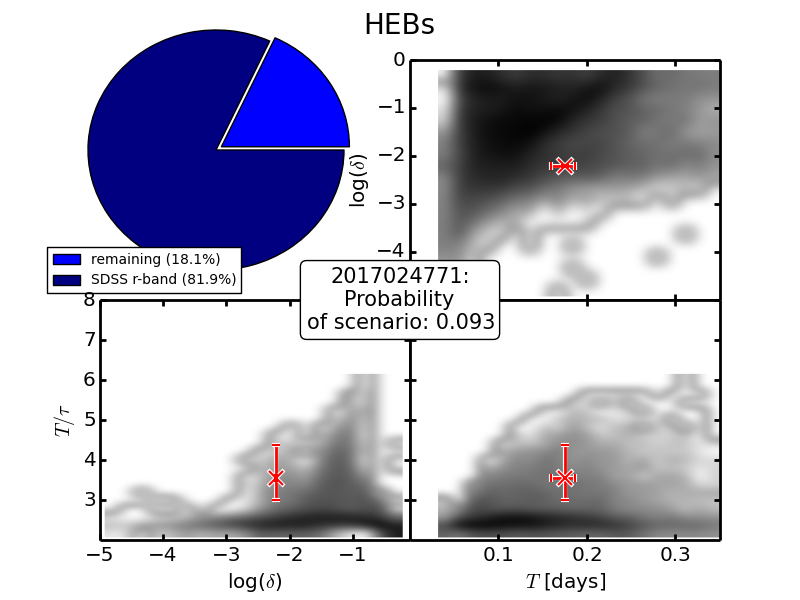 HEBs
remaining (18.1%)
SDSS r-band (81.9%)
log(δ)
0
−1
−2
−3
−4
2017024771:
Probability
of scenario: 0.093
T/τ
8
7
6
5
4
3
−5 −4 −3 −2 −1
log(δ)
0.1 0.2 0.3
T [days]